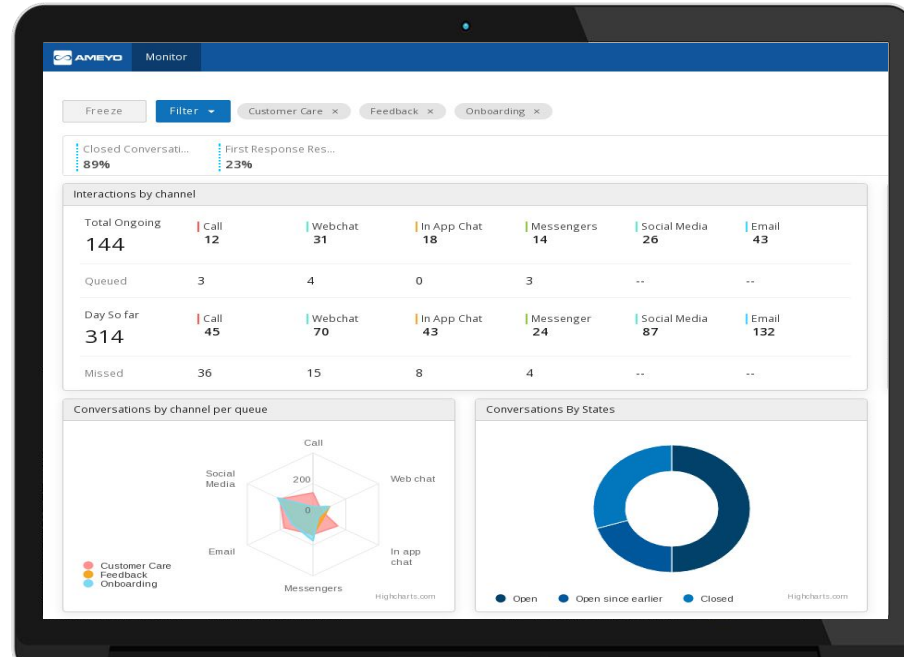 AMEYO Monitor
Freeze Filter Customer Care × Feedback × Onboarding ×
Closed Conversati... First Response Res...
89% 23%
Interactions by channel
Total Ongoing Call Webchat In App Chat Messengers Social Media Email
144 12 31 18 14 26 43
Queued 3 4 0 3 -- --
Day So far Call Webchat In App Chat Messenger Social Media Email
314 45 70 43 24 87 132
Missed 36 15 8 4 -- --
Conversations by channel per queue
Call
Social Media
200
Web chat
0
Email
In app chat
Messengers
Customer Care
Feedback
Onboarding
Highcharts.com
Conversations By States
Open Open since earlier Closed
Highcharts.com